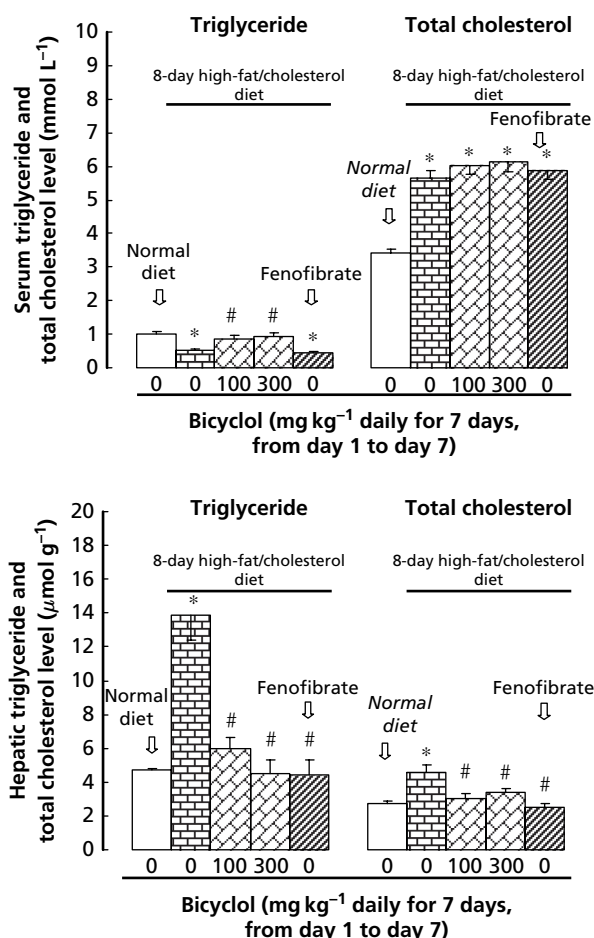 Triglyceride Total cholesterol
8-day high-fat/cholesterol
diet
8-day high-fat/cholesterol
diet
Serum triglyceride and
total cholesterol level (mmol L⁻¹)
10
9
8
7
6
5
4
3
2
1
0
Normal
diet
Fenofibrate
* # # *
Normal
diet
Fenofibrate
* * * *
0 0 100 300 0 0 0 100 300 0
Bicyclol (mg kg⁻¹ daily for 7 days,
from day 1 to day 7)
Triglyceride Total cholesterol
8-day high-fat/cholesterol
diet
8-day high-fat/cholesterol
diet
Hepatic triglyceride and
total cholesterol level (μmol g⁻¹)
20
18
16
14
12
10
8
6
4
2
0
Normal
diet
Fenofibrate
* # # #
Normal
diet
Fenofibrate
* # # #
0 0 100 300 0 0 0 100 300 0
Bicyclol (mg kg⁻¹ daily for 7 days,
from day 1 to day 7)